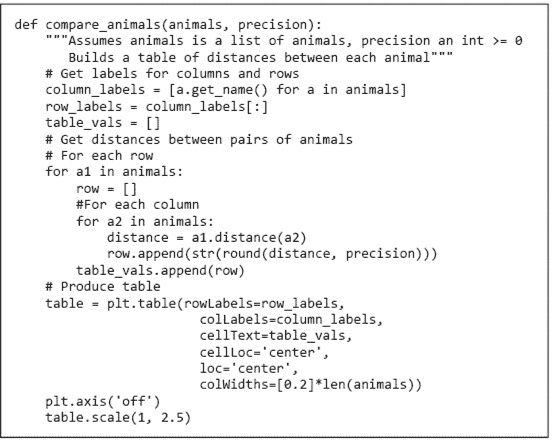 def compare_animals(animals, precision):
    """Assumes animals is a list of animals, precision an int >= 0
       Builds a table of distances between each animal"""
    # Get labels for columns and rows
    column_labels = [a.get_name() for a in animals]
    row_labels = column_labels[:]
    table_vals = []
    # Get distances between pairs of animals
    # For each row
    for a1 in animals:
        row = []
        #For each column
        for a2 in animals:
            distance = a1.distance(a2)
            row.append(str(round(distance, precision)))
        table_vals.append(row)
    # Produce table
    table = plt.table(rowLabels=row_labels,
                        colLabels=column_labels,
                        cellText=table_vals,
                        cellLoc='center',
                        loc='center',
                        colWidths=[0.2]*len(animals))
    plt.axis('off')
    table.scale(1, 2.5)